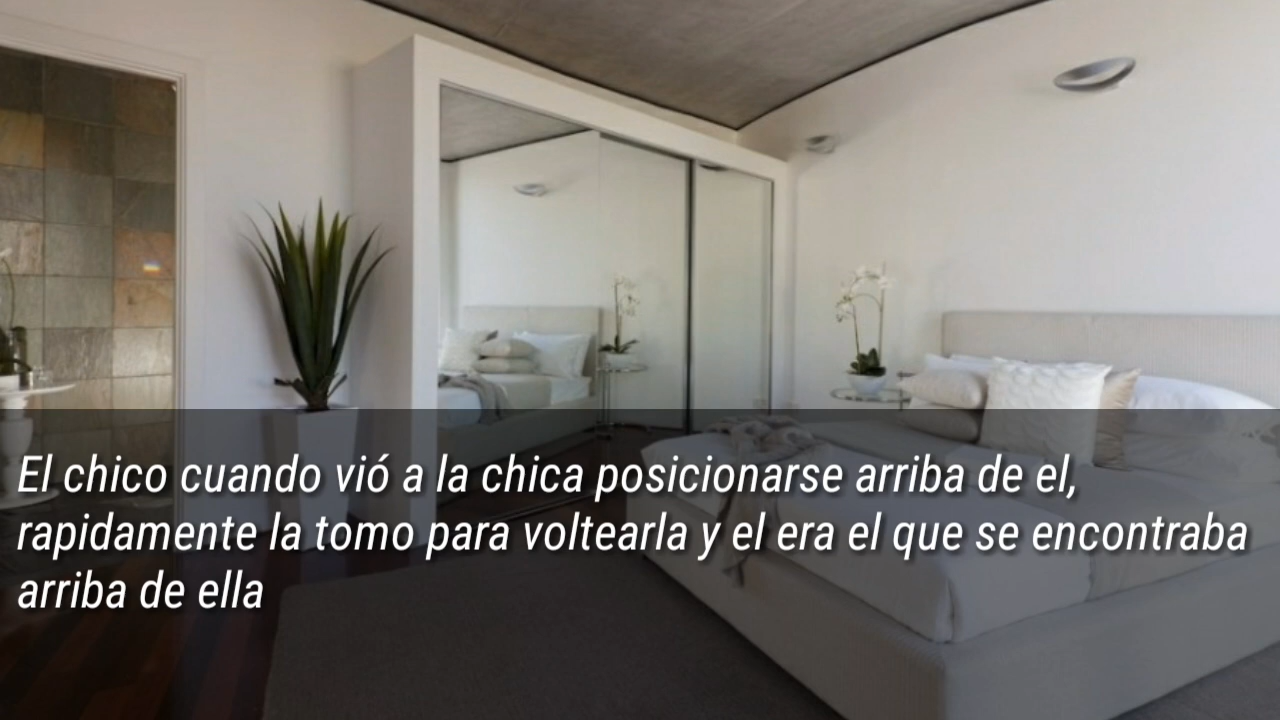 El chico cuando vió a la chica posicionarse arriba de el,
rapidamente la tomo para voltearla y el era el que se encontraba
arriba de ella